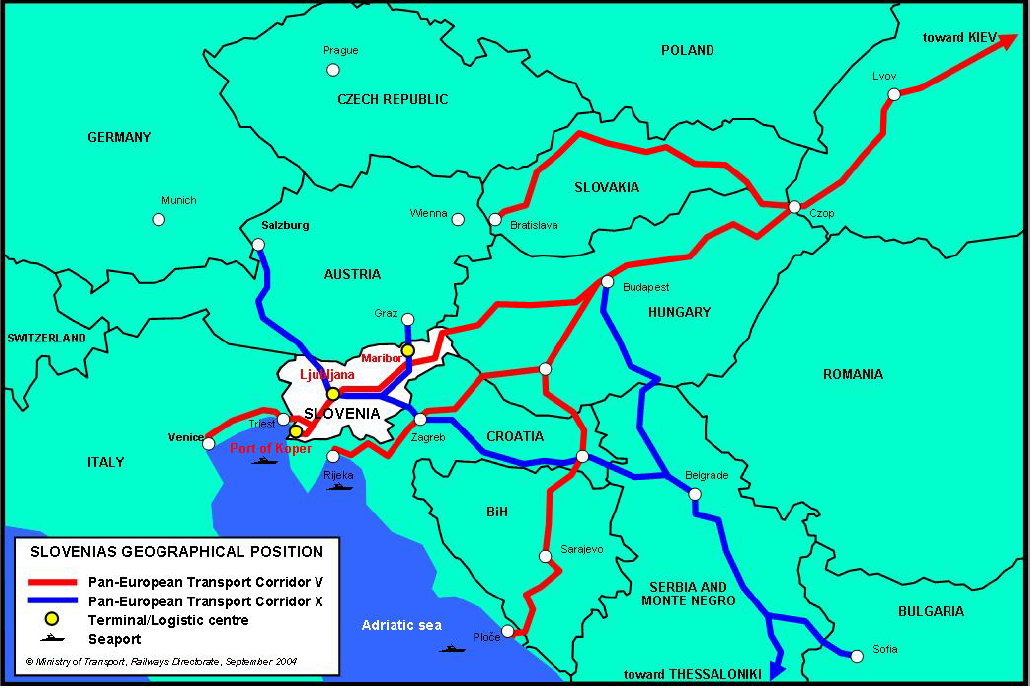 toward KIEV
Prague
POLAND
Lvov
CZECH REPUBLIC
GERMANY
SLOVAKIA
Munich
Wienna
Czop
Salzburg
Bratislava
AUSTRIA
Budapest
Graz
HUNGARY
SWITZERLAND
Maribor
Ljubljana
ROMANIA
SLOVENIA
Triest
Venice
Zagreb
CROATIA
Port of Koper
ITALY
Rijeka
Belgrade
BiH
Sarajevo
SERBIA AND
MONTE NEGRO
BULGARIA
Adriatic sea
Ploče
Sofia
toward THESSALONIKI
SLOVENIAS GEOGRAPHICAL POSITION
Pan-European Transport Corridor V
Pan-European Transport Corridor X
Terminal/Logistic centre
Seaport
© Ministry of Transport, Railways Directorate, September 2004